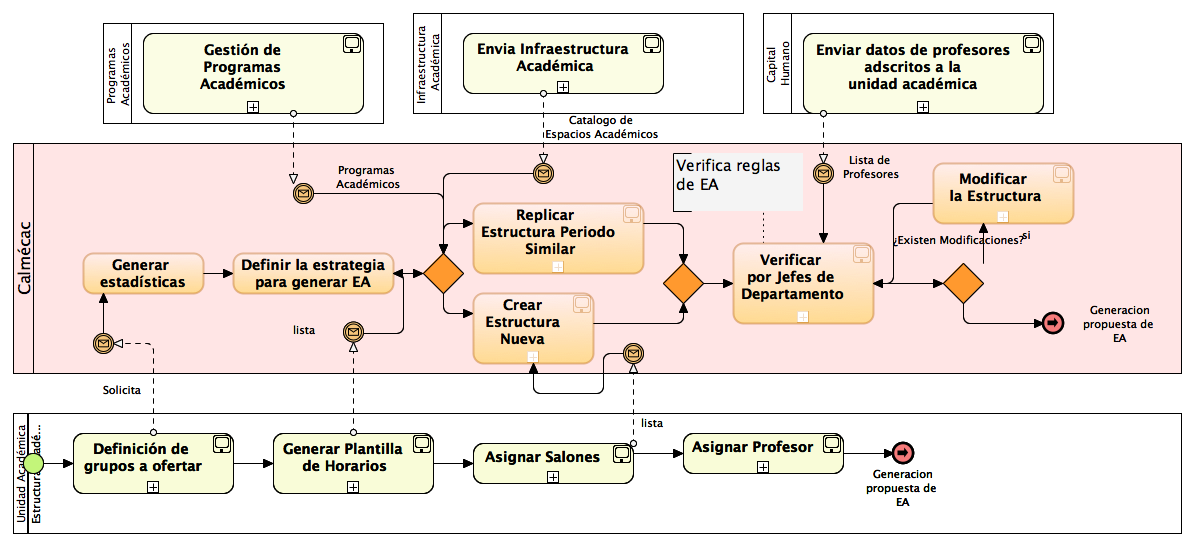 Programas
Académicos
Gestión de
Programas
Académicos
Infraestructura
Académica
Envia Infraestructura
Académica
Capital
Humano
Enviar datos de profesores
adscritos a la
unidad académica
Catalogo de
Espacios Académicos
Calmécac
Programas
Académicos
Verifica reglas
de EA
Lista de
Profesores
Modificar
la Estructura
Replicar
Estructura Periodo
Similar
¿Existen Modificaciones?
si
Generar
estadísticas
Definir la estrategia
para generar EA
Verificar
por Jefes de
Departamento
Crear
Estructura
Nueva
lista
Generacion
propuesta de
EA
Solicita
lista
Unidad Académica
Estructura
adé...
Definición de
grupos a ofertar
Generar Plantilla
de Horarios
Asignar Salones
Asignar Profesor
Generacion
propuesta de
EA